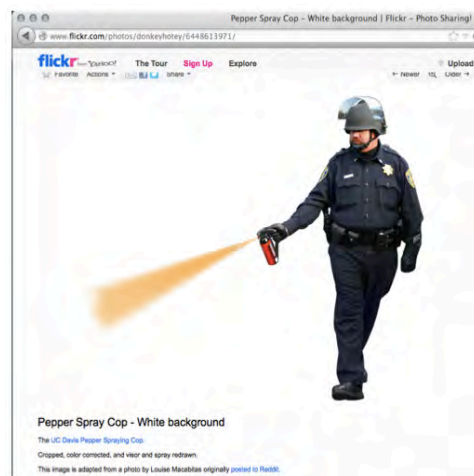 Pepper Spray Cop - White background | Flickr - Photo Sharing!
www.flickr.com/photos/donkeyhotey/6448613971/
flickr from YAHOO! The Tour Sign Up Explore Upload
Favorite Actions Share ← Newer Older →
Pepper Spray Cop - White background
The UC Davis Pepper Spraying Cop.
Cropped, color corrected, and visor and spray redrawn.
This image is adapted from a photo by Louise Macabitas originally posted to Reddit.